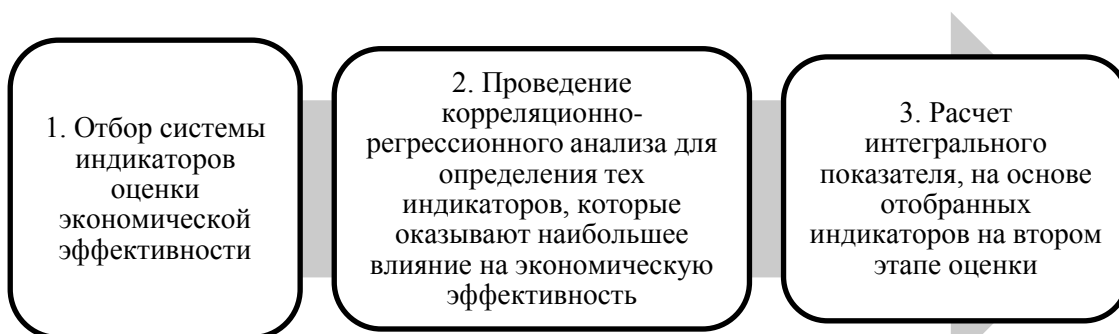 1. Отбор системы
индикаторов
оценки
экономической
эффективности
2. Проведение
корреляционно-
регрессионного анализа для
определения тех
индикаторов, которые
оказывают наибольшее
влияние на экономическую
эффективность
3. Расчет
интегрального
показателя, на основе
отобранных
индикаторов на втором
этапе оценки